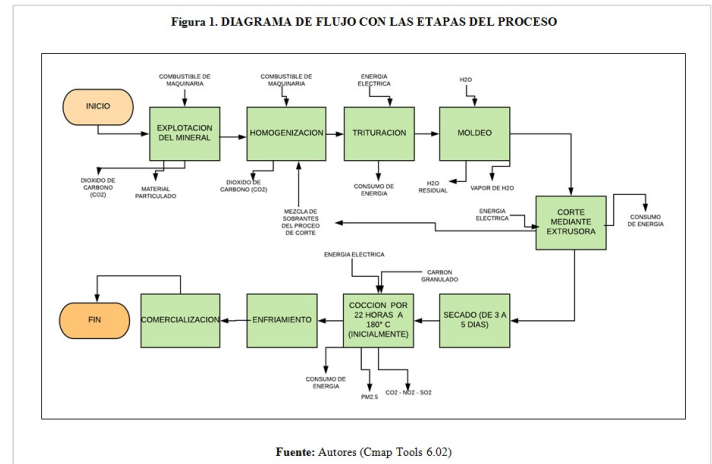 Figura 1. DIAGRAMA DE FLUJO CON LAS ETAPAS DEL PROCESO
COMBUSTIBLE DE
MAQUINARIA
COMBUSTIBLE DE
MAQUINARIA
ENERGIA
ELECTRICA
H2O
INICIO
EXPLOTACION
DEL MINERAL
HOMOGENIZACION
TRITURACION
MOLDEO
DIOXIDO DE
CARBONO
(CO2)
MATERIAL
PARTICULADO
DIOXIDO DE
CARBONO (CO2)
CONSUMO DE
ENERGIA
H2O
RESIDUAL
VAPOR DE H2O
MEZCLA DE
SOBRANTES
DEL PROCEO
DE CORTE
ENERGIA
ELECTRICA
CORTE
MEDIANTE
EXTRUSORA
CONSUMO
DE ENERGIA
ENERGIA ELECTRICA
CARBON
GRANULADO
FIN
COMERCIALIZACION
ENFRIAMIENTO
COCCION POR
22 HORAS A
180° C
(INICIALMENTE)
SECADO (DE 3 A
5 DIAS)
CONSUMO DE
ENERGIA
PM2.5
CO2 - NO2 - SO2
Fuente: Autores (Cmap Tools 6.02)